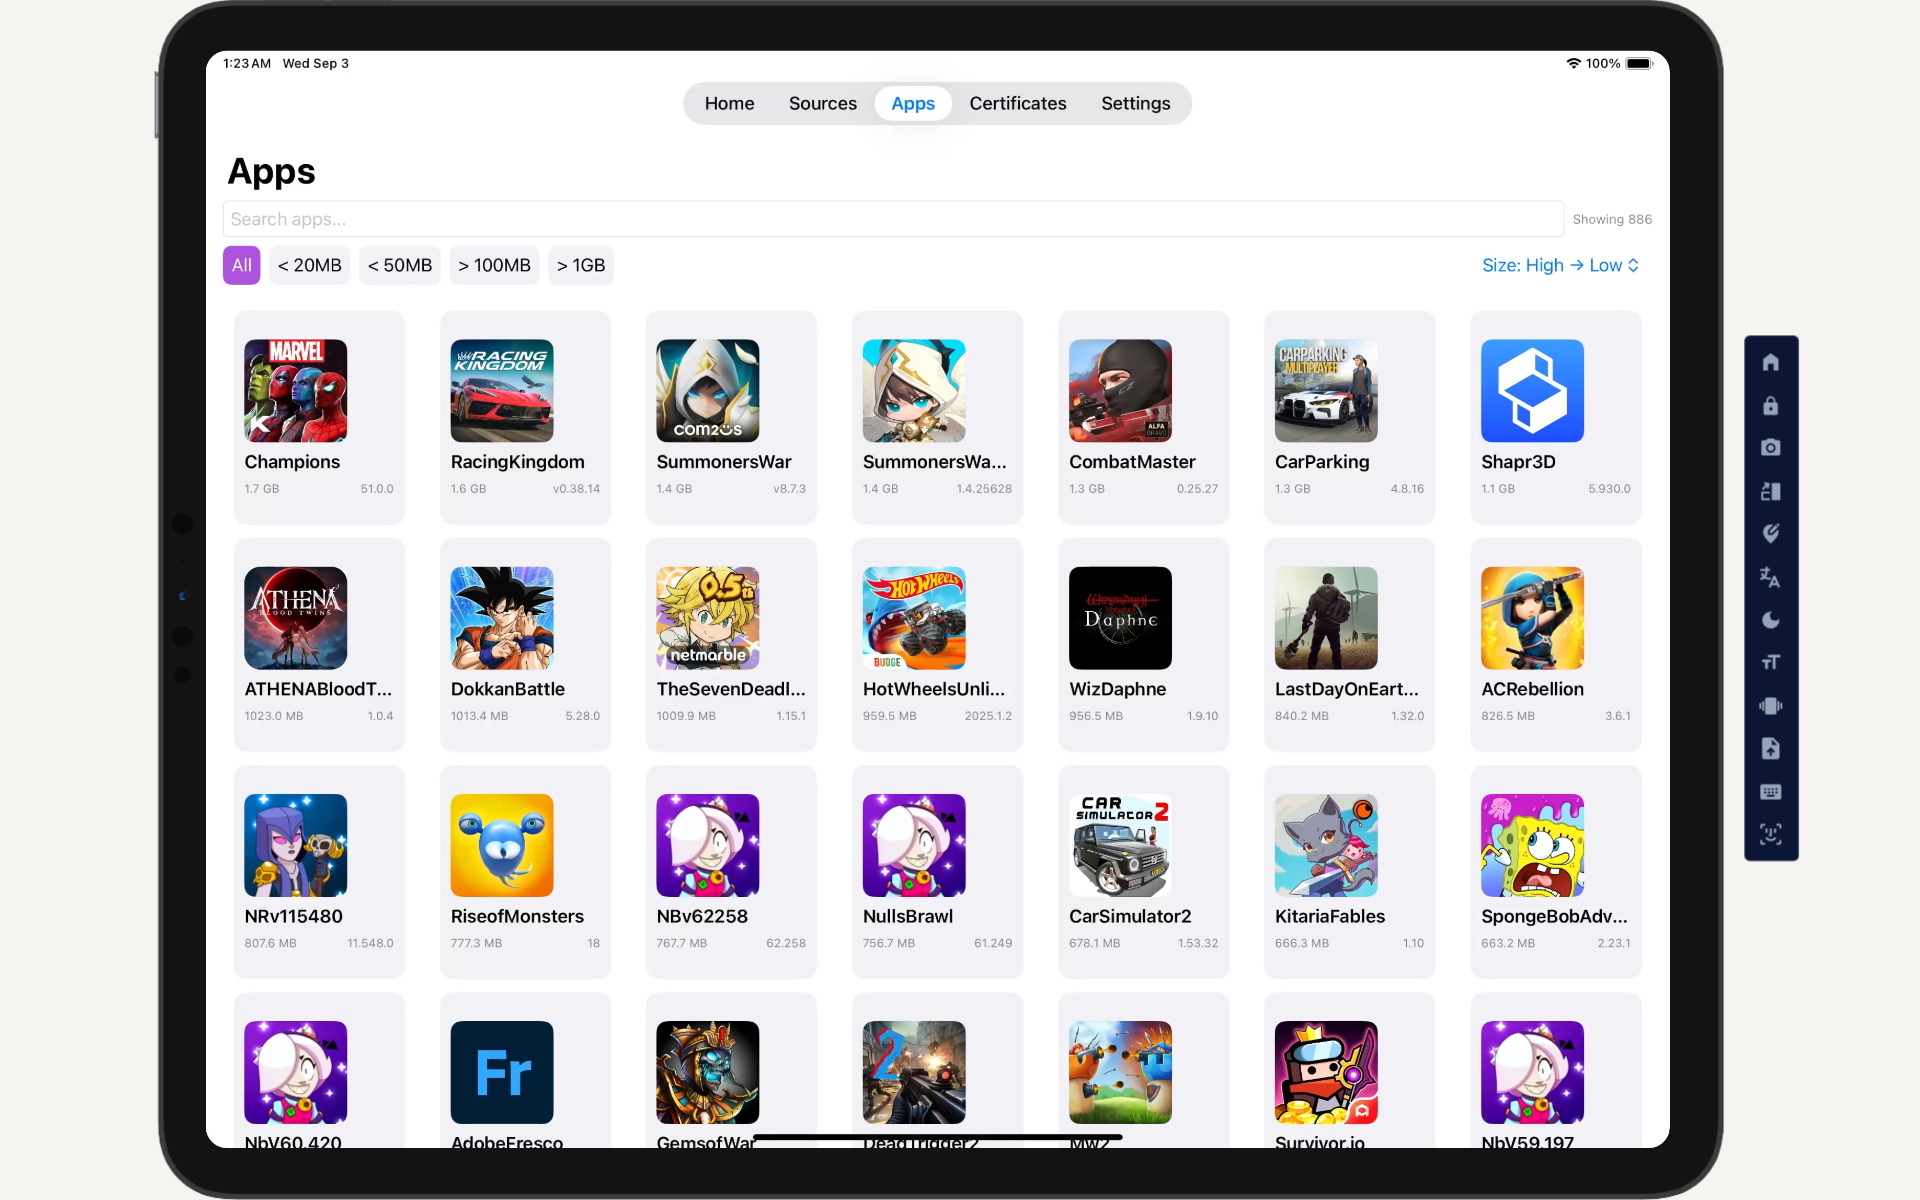 1:23 AM Wed Sep 3
100%
Home Sources Apps Certificates Settings
Apps
Search apps...
Showing 886
All < 20MB < 50MB > 100MB > 1GB
Size: High → Low
MARVEL
RACING
KINGDOM
com2us
ALFA
BRAVO
CARPARKING
MULTIPLAYER
Champions RacingKingdom SummonersWar SummonersWa... CombatMaster CarParking Shapr3D
1.7 GB 51.0.0 1.6 GB v0.38.14 1.4 GB v8.7.3 1.4 GB 1.4.25628 1.3 GB 0.25.27 1.3 GB 4.8.16 1.1 GB 5.930.0
ATHENA
BLOOD TWINS
0.5th
netmarble
HOT WHEELS
BUDGE
Daphne
ATHENABloodT... DokkanBattle TheSevenDeadl... HotWheelsUnli... WizDaphne LastDayOnEart... ACRebellion
1023.0 MB 1.0.4 1013.4 MB 5.28.0 1009.9 MB 1.15.1 959.5 MB 2025.1.2 956.5 MB 1.9.10 840.2 MB 1.32.0 826.5 MB 3.6.1
CAR
SIMULATOR 2
NRv115480 RiseofMonsters NBv62258 NullsBrawl CarSimulator2 KitariaFables SpongeBobAdv...
807.6 MB 11.548.0 777.3 MB 18 767.7 MB 62.258 756.7 MB 61.249 678.1 MB 1.53.32 666.3 MB 1.10 663.2 MB 2.23.1
Fr
2
NbV60.420 AdobeFresco GemsofWar DeadTrigger2 MW2 Survivor.io NbV59.197